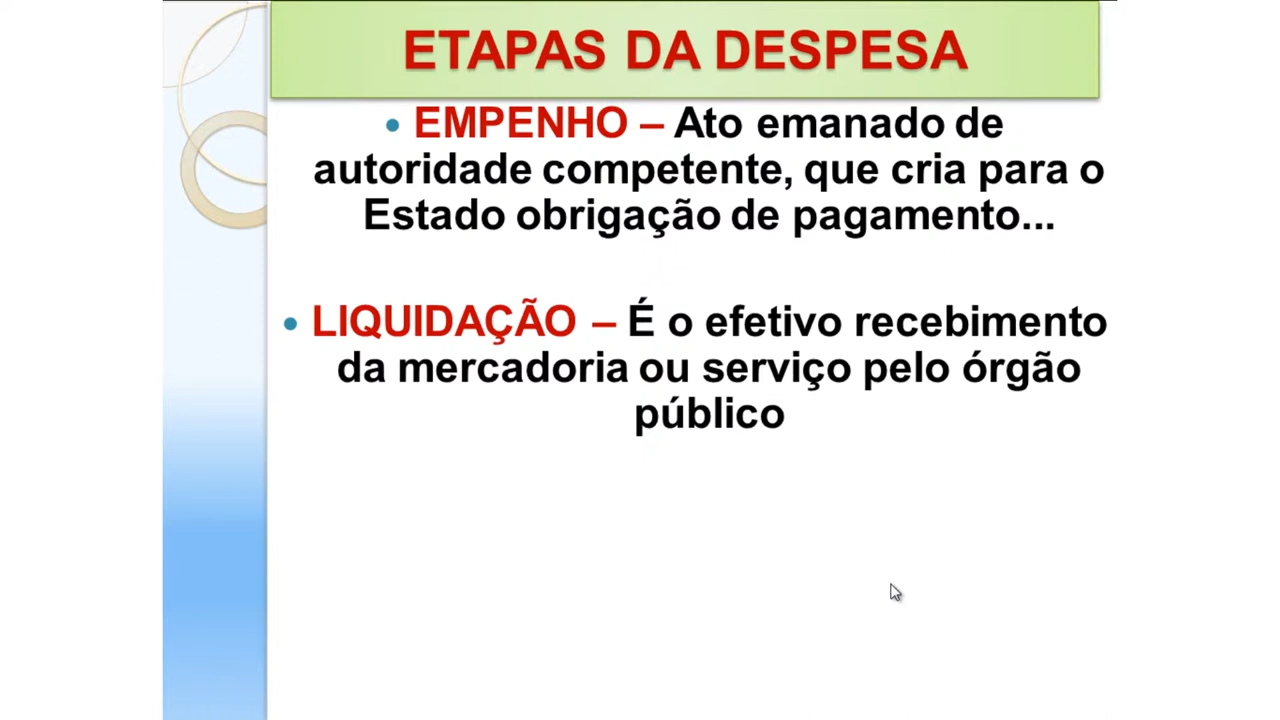 ETAPAS DA DESPESA
• EMPENHO – Ato emanado de
autoridade competente, que cria para o
Estado obrigação de pagamento...
• LIQUIDAÇÃO – É o efetivo recebimento
da mercadoria ou serviço pelo órgão
público